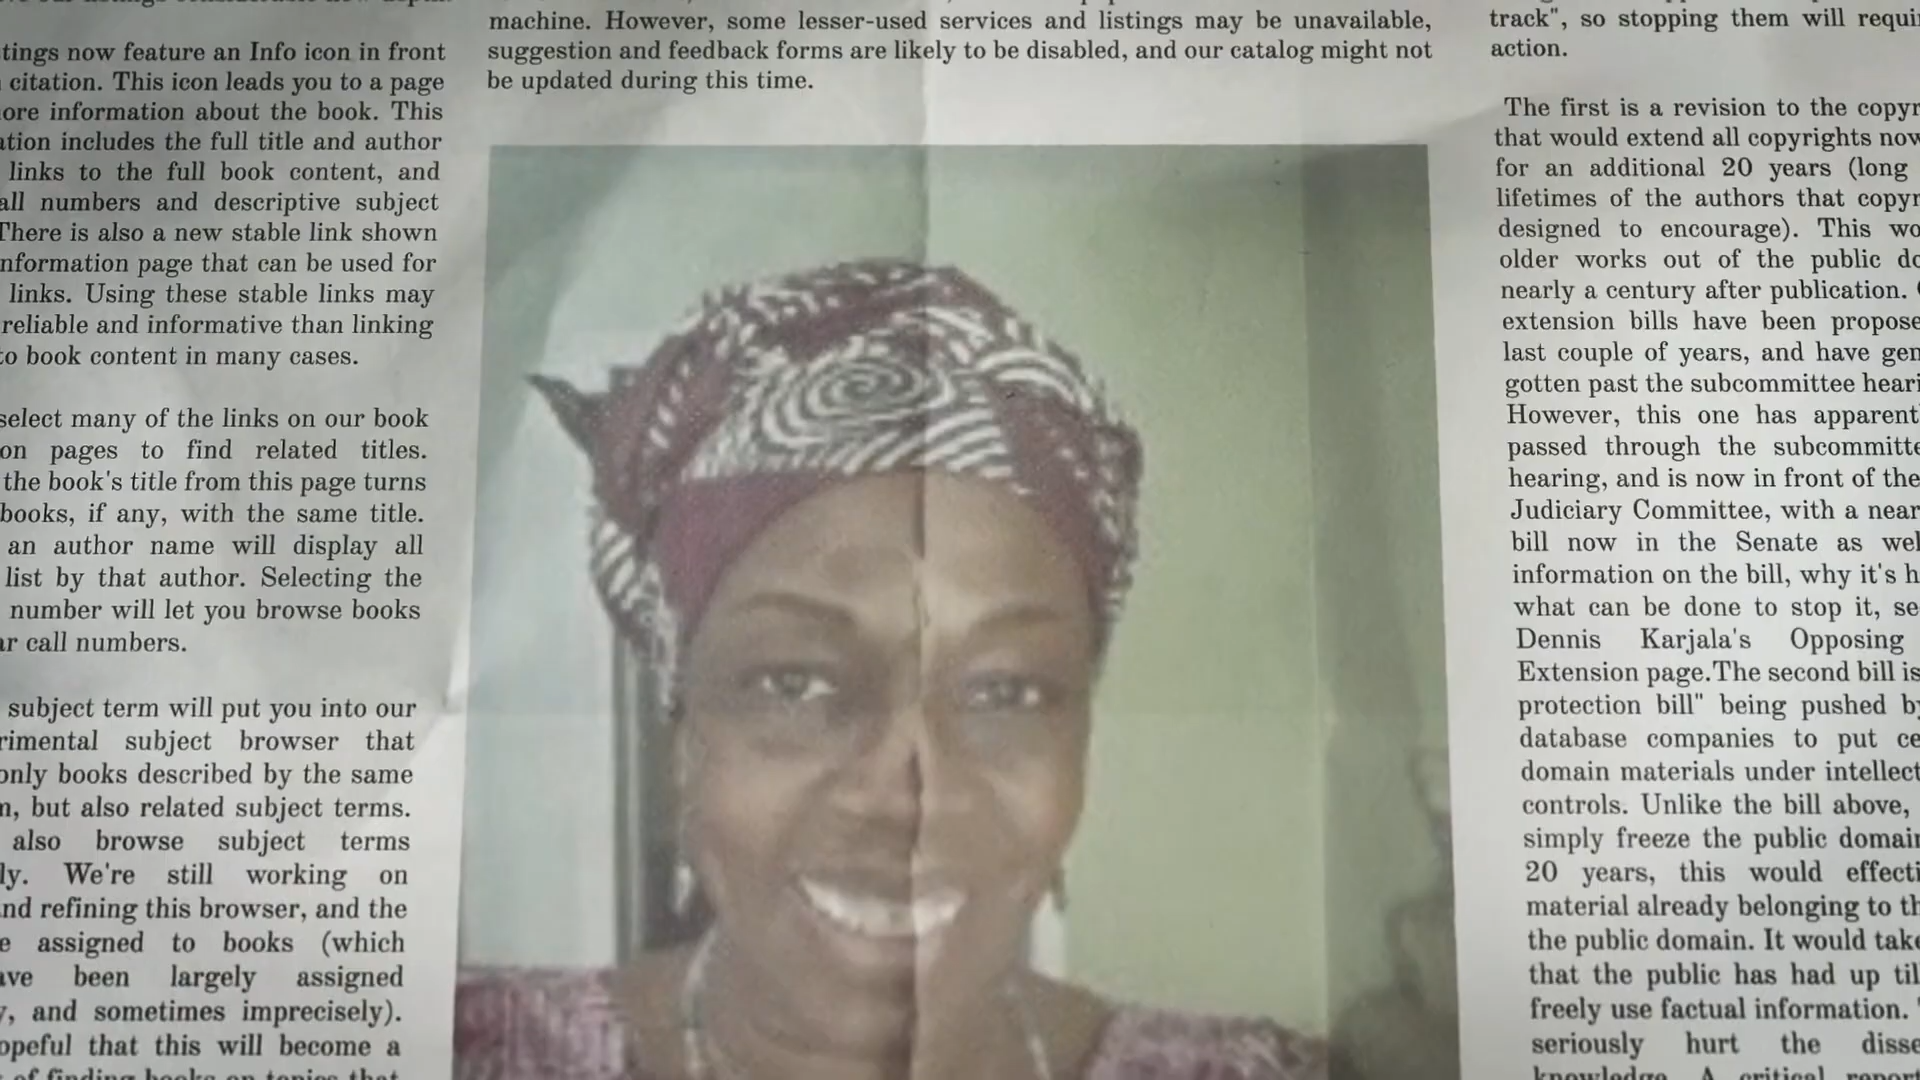 tings now feature an Info icon in front
citation. This icon leads you to a page
ore information about the book. This
ation includes the full title and author
links to the full book content, and
all numbers and descriptive subject
There is also a new stable link shown
nformation page that can be used for
links. Using these stable links may
reliable and informative than linking
to book content in many cases.
select many of the links on our book
on pages to find related titles.
the book's title from this page turns
books, if any, with the same title.
an author name will display all
list by that author. Selecting the
number will let you browse books
ar call numbers.
subject term will put you into our
rimental subject browser that
only books described by the same
m, but also related subject terms.
also browse subject terms
ly. We're still working on
nd refining this browser, and the
e assigned to books (which
ave been largely assigned
y, and sometimes imprecisely).
opeful that this will become a
of finding books on topics that
machine. However, some lesser-used services and listings may be unavailable,
suggestion and feedback forms are likely to be disabled, and our catalog might not
be updated during this time.
track", so stopping them will requi
action.
The first is a revision to the copyr
that would extend all copyrights now
for an additional 20 years (long
lifetimes of the authors that copyr
designed to encourage). This wo
older works out of the public do
nearly a century after publication.
extension bills have been propose
last couple of years, and have gen
gotten past the subcommittee heari
However, this one has apparentl
passed through the subcommitte
hearing, and is now in front of the
Judiciary Committee, with a near
bill now in the Senate as wel
information on the bill, why it's h
what can be done to stop it, se
Dennis Karjala's Opposing
Extension page.The second bill is
protection bill" being pushed by
database companies to put ce
domain materials under intellect
controls. Unlike the bill above,
simply freeze the public domain
20 years, this would effecti
material already belonging to th
the public domain. It would take
that the public has had up til
freely use factual information.
seriously hurt the disse
knowledge. A critical report